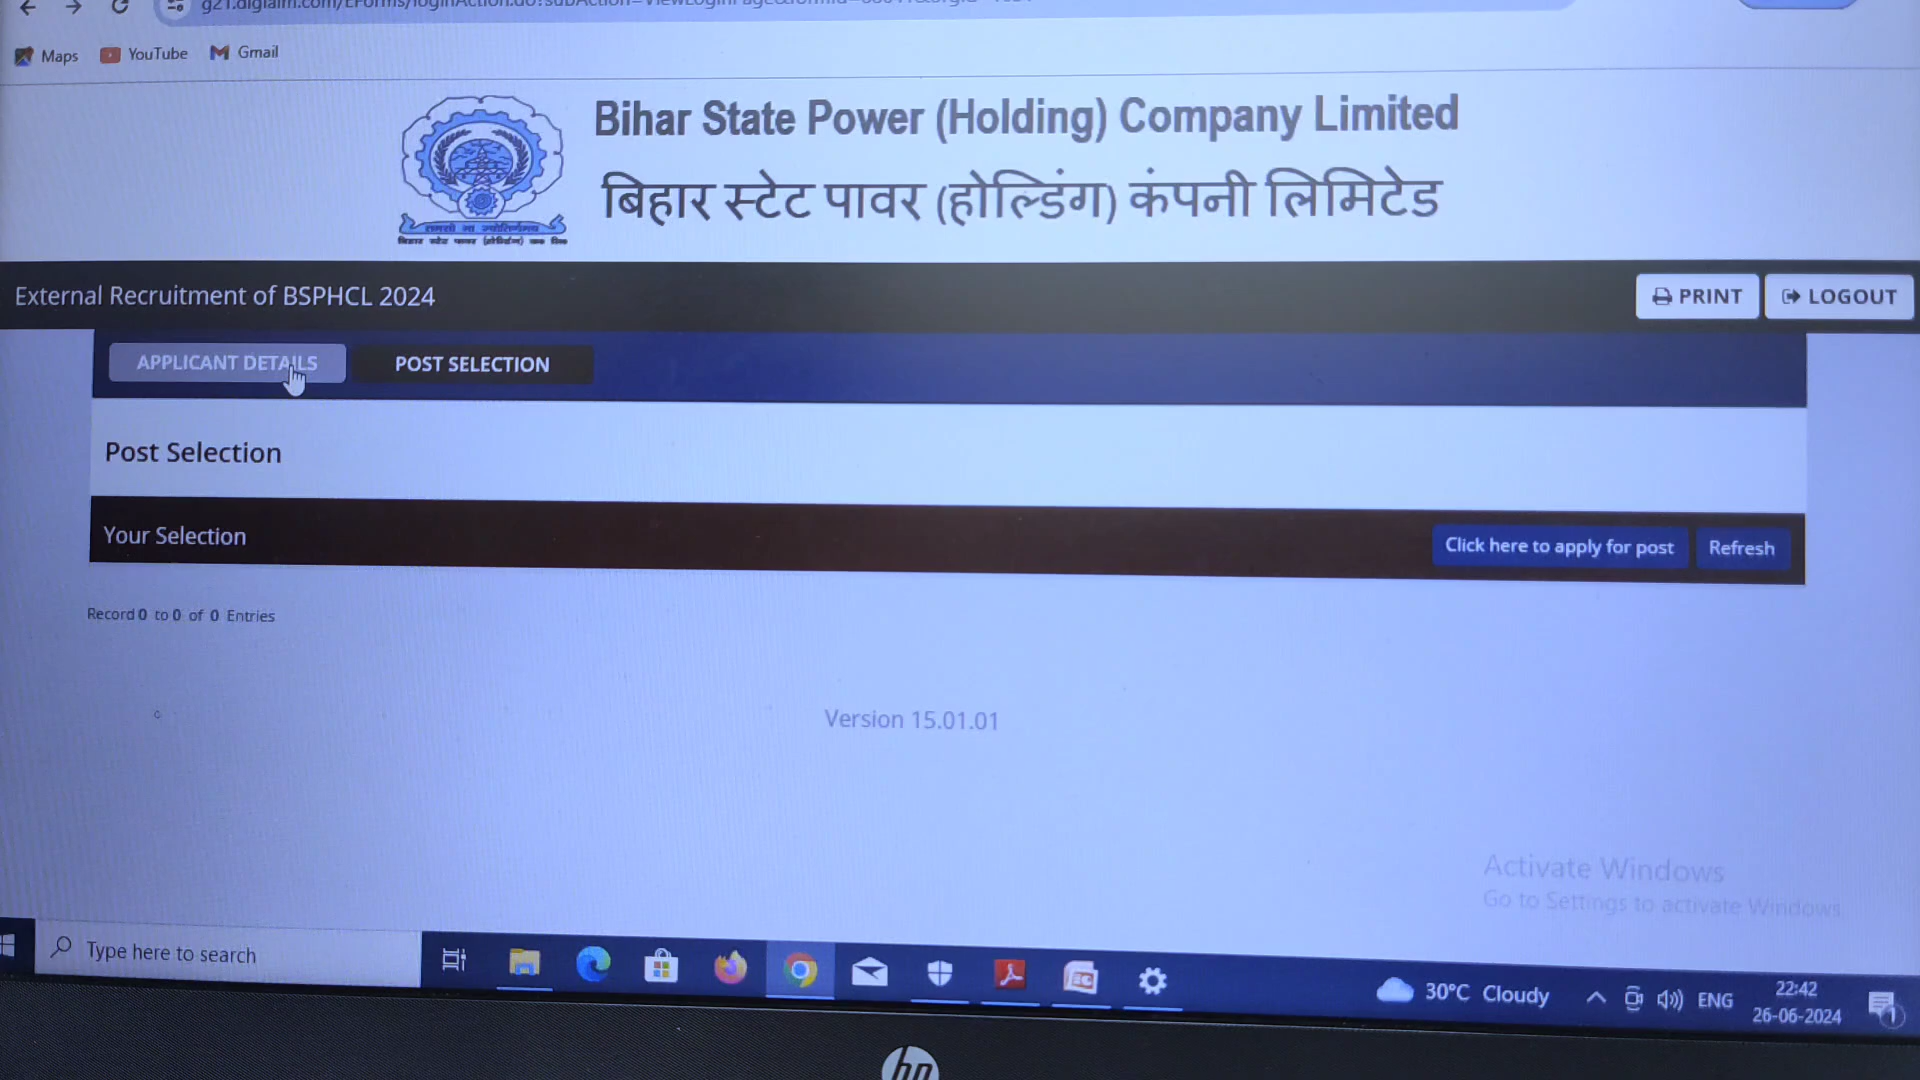 Maps YouTube Gmail
Bihar State Power (Holding) Company Limited
बिहार स्टेट पावर (होल्डिंग) कंपनी लिमिटेड
External Recruitment of BSPHCL 2024 PRINT LOGOUT
APPLICANT DETAILS POST SELECTION
Post Selection
Your Selection Click here to apply for post Refresh
Record 0 to 0 of 0 Entries
Version 15.01.01
Activate Windows
Go to Settings to activate Windows.
Type here to search
30°C Cloudy ENG 22:42
26-06-2024
hp